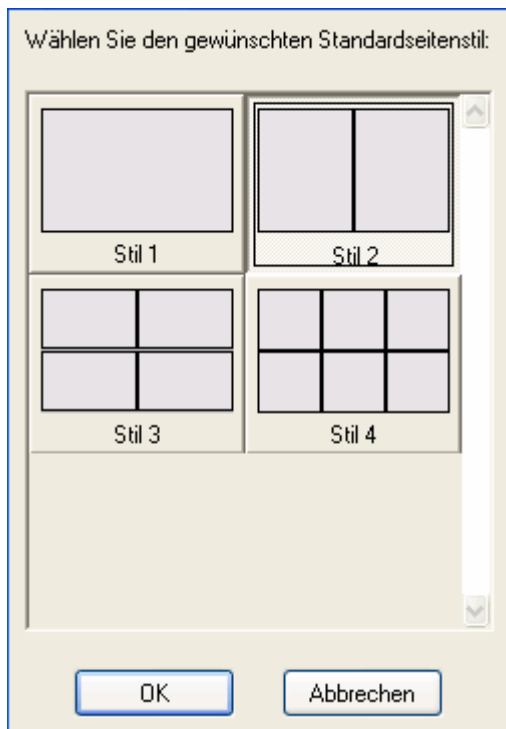 Wählen Sie den gewünschten Standardseitenstil:
Stil 1
Stil 2
Stil 3
Stil 4
OK
Abbrechen